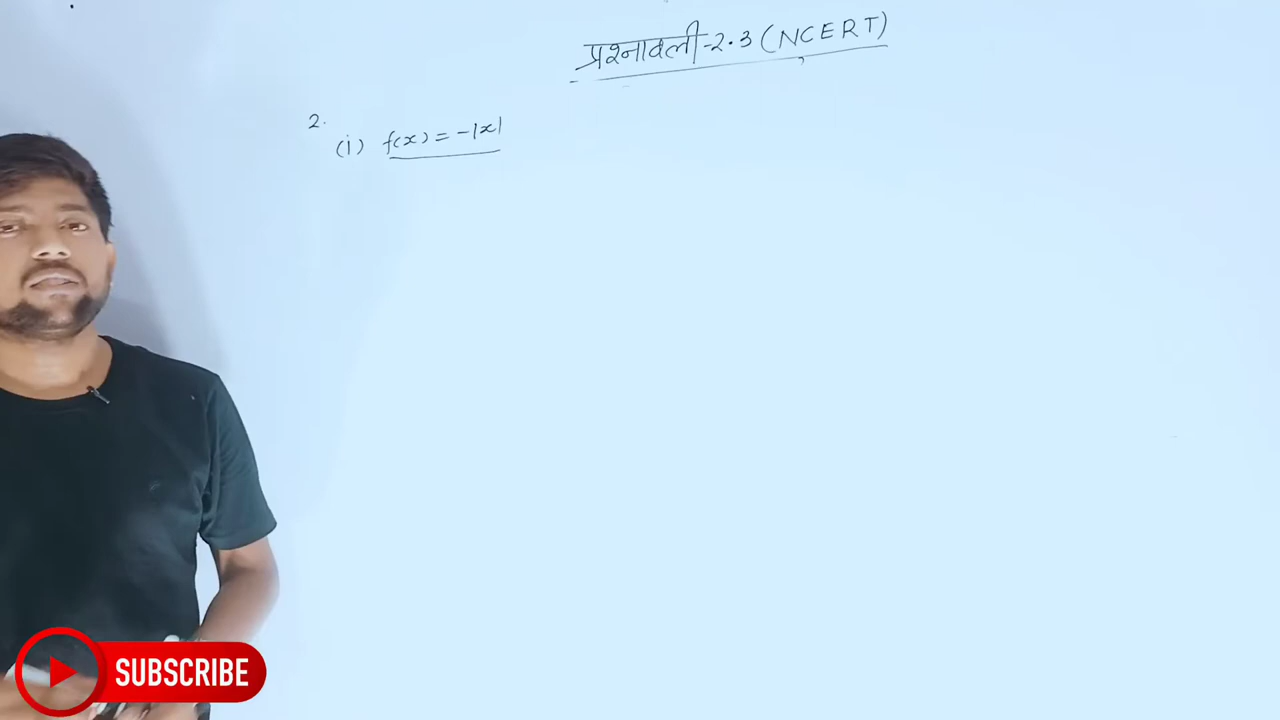 प्रश्नावली-2.3 (NCERT)
2.
(i) f(x) = -|x|
SUBSCRIBE